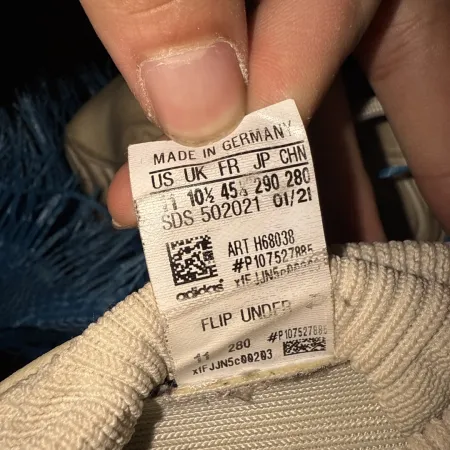 MADE IN GERMANY
US UK FR JP CHN
11 10½ 45⅓ 290 280
SDS 502021 01/21
ART H68038
#P107527885
adidas
FLIP UNDER
11 280 #P107527885
x1FJJN5c00203